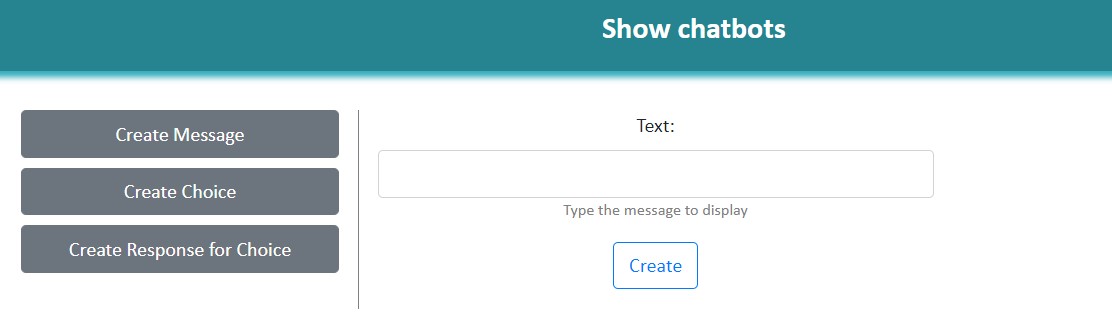 Show chatbots
Create Message
Create Choice
Create Response for Choice
Text:
Type the message to display
Create